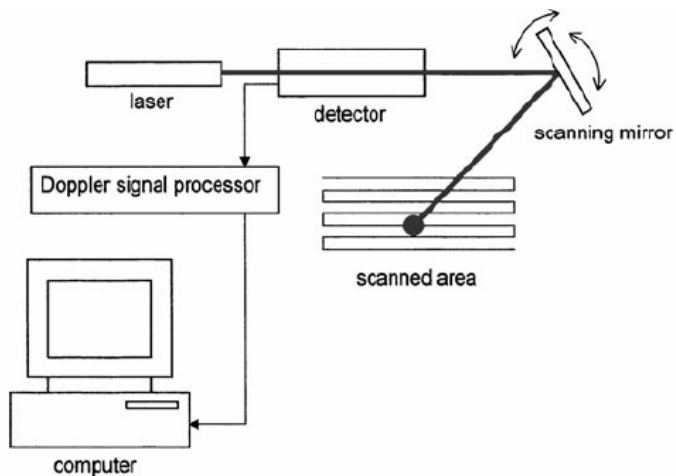 laser
detector
scanning mirror
Doppler signal processor
scanned area
computer